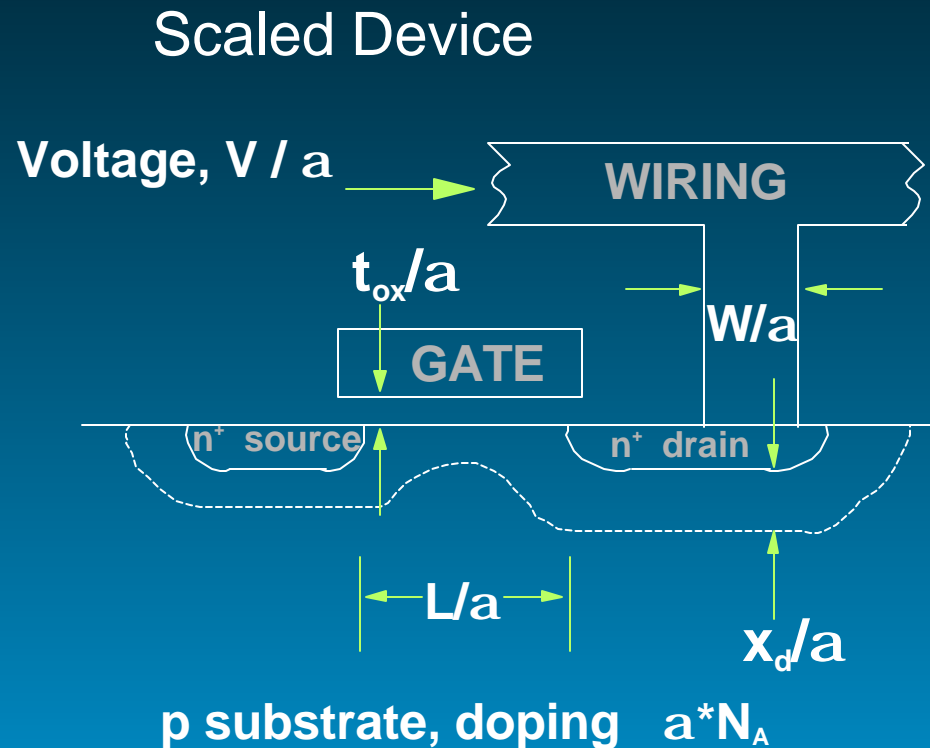 Scaled Device
Voltage, V / a
WIRING
tox/a
W/a
GATE
n+ source
n+ drain
L/a
xd/a
p substrate, doping a*NA